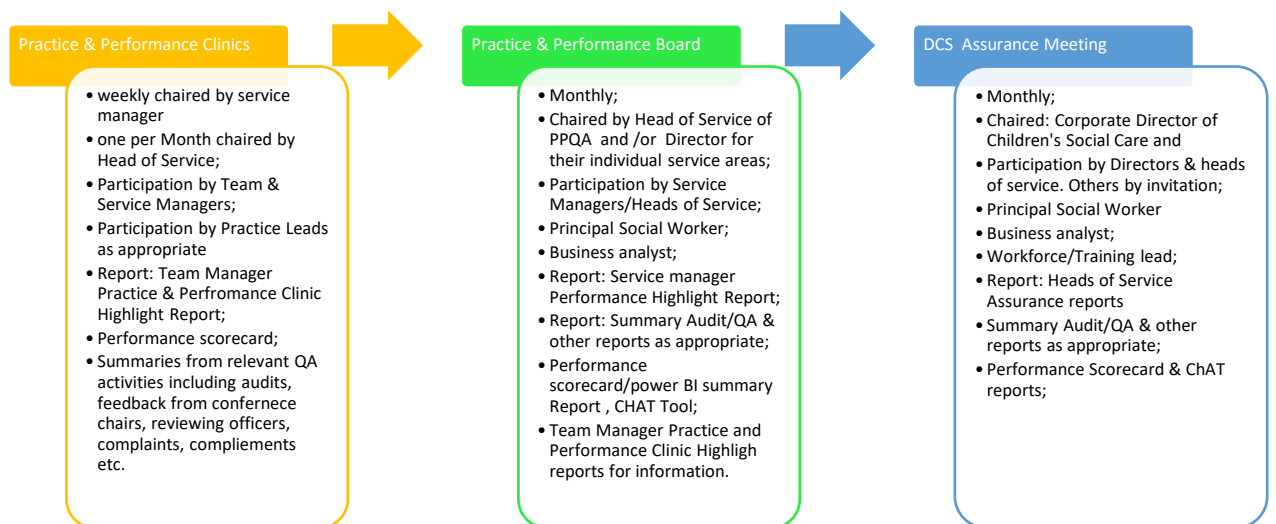 Practice & Performance Clinics
• weekly chaired by service
manager
• one per Month chaired by
Head of Service;
• Participation by Team &
Service Managers;
• Participation by Practice Leads
as appropriate
• Report: Team Manager
Practice & Perfromance Clinic
Highlight Report;
• Performance scorecard;
• Summaries from relevant QA
activities including audits,
feedback from confernece
chairs, reviewing officers,
complaints, compliements
etc.
Practice & Performance Board
• Monthly;
• Chaired by Head of Service of
PPQA and /or Director for
their individual service areas;
• Participation by Service
Managers/Heads of Service;
• Principal Social Worker;
• Business analyst;
• Report: Service manager
Performance Highlight Report;
• Report: Summary Audit/QA &
other reports as appropriate;
• Performance
scorecard/power BI summary
Report , CHAT Tool;
• Team Manager Practice and
Performance Clinic Highligh
reports for information.
DCS Assurance Meeting
• Monthly;
• Chaired: Corporate Director of
Children's Social Care and
• Participation by Directors & heads
of service. Others by invitation;
• Principal Social Worker
• Business analyst;
• Workforce/Training lead;
• Report: Heads of Service
Assurance reports
• Summary Audit/QA & other
reports as appropriate;
• Performance Scorecard & ChAT
reports;